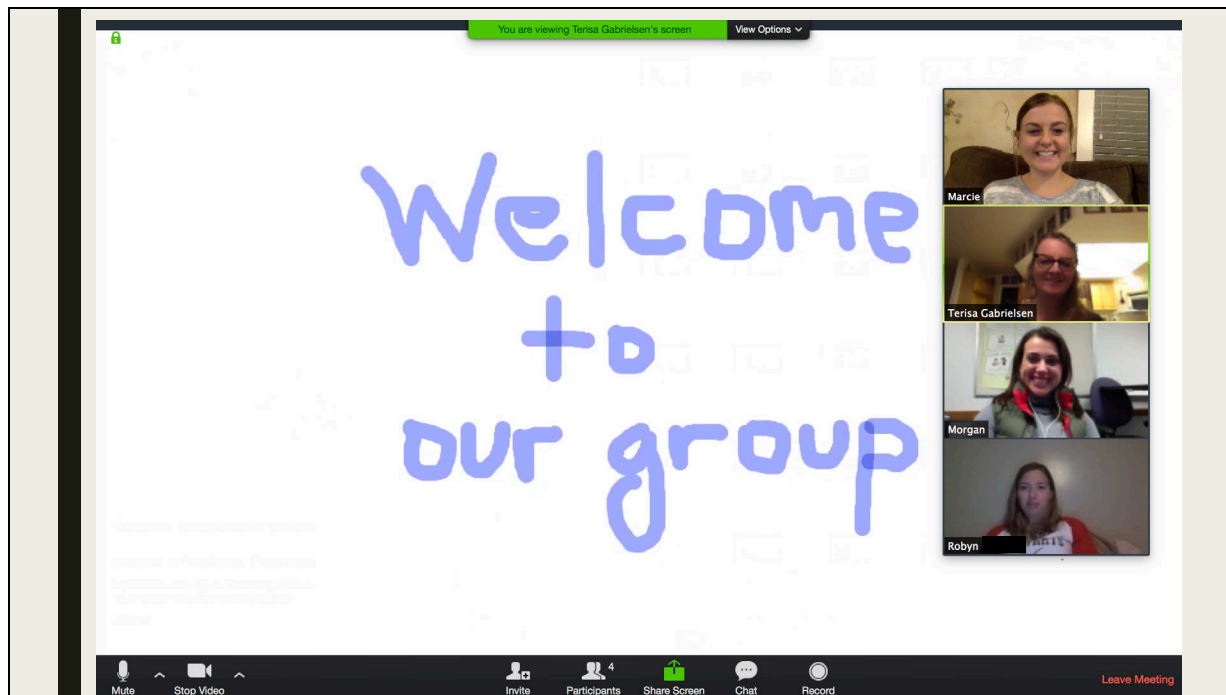 You are viewing Terisa Gabrielsen's screen View Options
Welcome
to
our group
Marcie
Terisa Gabrielsen
Morgan
Robyn
Mute Stop Video Invite Participants 4 Share Screen Chat Record Leave Meeting